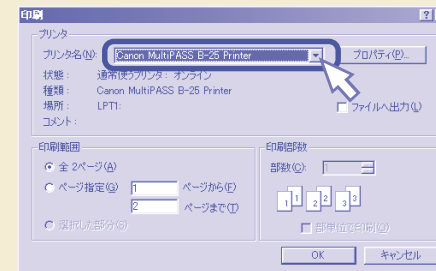 印刷
プリンタ
プリンタ名(N): Canon MultiPASS B-25 Printer プロパティ(P)...
状態： 通常使うプリンタ： オンライン
種類： Canon MultiPASS B-25 Printer
場所： LPT1: ファイルへ出力(L)
コメント：
印刷範囲 印刷部数
全 2ページ(A) 部数(C): 1
ページ指定(G) 1 ページから(F)
2 ページまで(T)
1 1 2 2 3 3
選択した部分(S) 部単位で印刷(O)
OK キャンセル